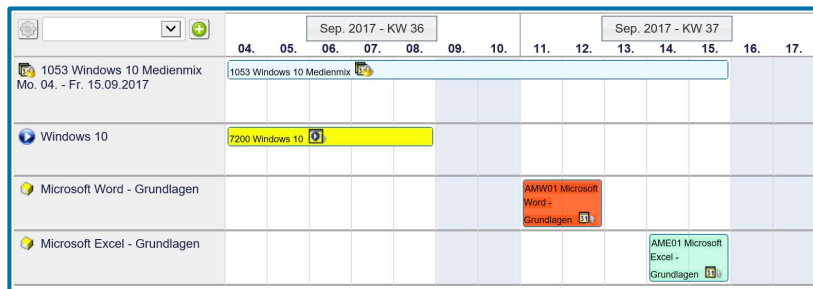 Sep. 2017 - KW 36
Sep. 2017 - KW 37
04. 05. 06. 07. 08. 09. 10. 11. 12. 13. 14. 15. 16. 17.
1053 Windows 10 Medienmix
Mo. 04. - Fr. 15.09.2017
1053 Windows 10 Medienmix
Windows 10
7200 Windows 10
Microsoft Word - Grundlagen
AMW01 Microsoft
Word -
Grundlagen
Microsoft Excel - Grundlagen
AME01 Microsoft
Excel -
Grundlagen